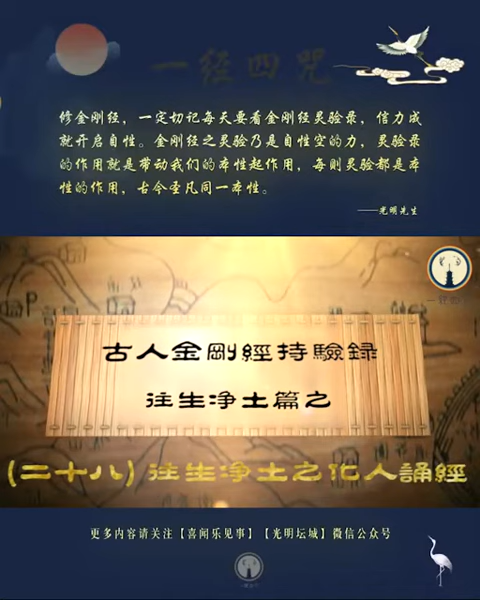 一经四咒
修金刚经，一定切记每天要看金刚经灵验录，信力成
就开启自性。金刚经之灵验乃是自性空的力，灵验录
的作用就是带动我们的本性起作用，每则灵验都是本
性的作用，古今圣凡同一本性。
——光明先生
古人金剛經持驗録
往生净土篇之
(二十八)往生净土之化人誦經
更多内容请关注【喜闻乐见事】【光明坛城】微信公众号